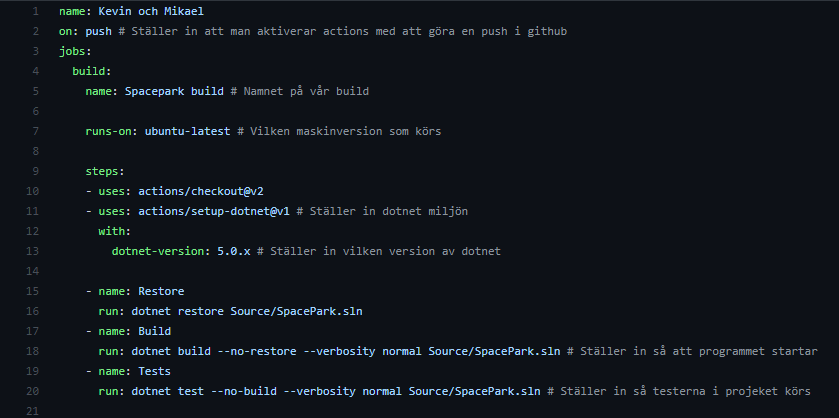 1 name: Kevin och Mikael
2 on: push # Ställer in att man aktiverar actions med att göra en push i github
3 jobs:
4 build:
5 name: Spacepark build # Namnet på vår build
6
7 runs-on: ubuntu-latest # Vilken maskinversion som körs
8
9 steps:
10 - uses: actions/checkout@v2
11 - uses: actions/setup-dotnet@v1 # Ställer in dotnet miljön
12 with:
13 dotnet-version: 5.0.x # Ställer in vilken version av dotnet
14
15 - name: Restore
16 run: dotnet restore Source/SpacePark.sln
17 - name: Build
18 run: dotnet build --no-restore --verbosity normal Source/SpacePark.sln # Ställer in så att programmet startar
19 - name: Tests
20 run: dotnet test --no-build --verbosity normal Source/SpacePark.sln # Ställer in så testerna i projeket körs
21